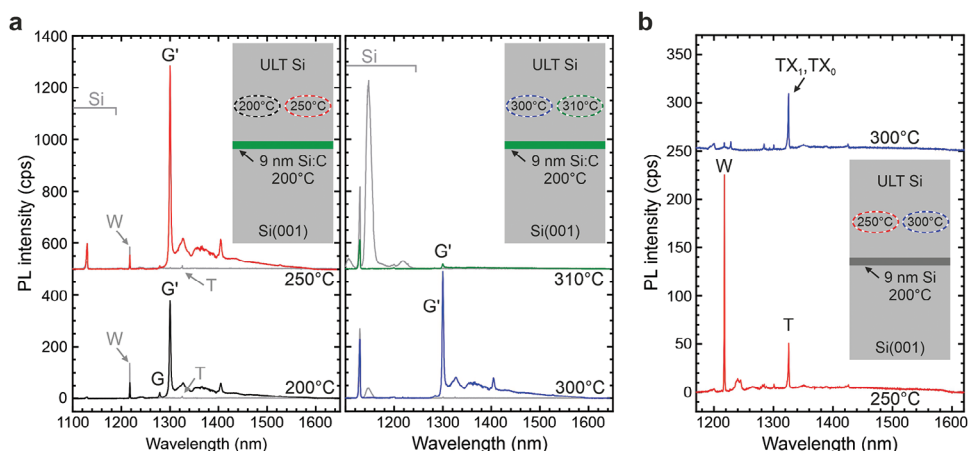 a
PL intensity (cps)
1400
1200
1000
800
600
400
200
0
Si
W
G'
T
250°C
ULT Si
200°C 250°C
9 nm Si:C
200°C
Si(001)
W
G
G'
T
200°C
1100 1200 1300 1400 1500 1600
Wavelength (nm)
Si
G'
310°C
ULT Si
300°C 310°C
9 nm Si:C
200°C
Si(001)
G'
300°C
1200 1300 1400 1500 1600
Wavelength (nm)
b
PL intensity (cps)
350
300
250
200
150
100
50
0
TX1,TX0
300°C
W
T
250°C
ULT Si
250°C 300°C
9 nm Si
200°C
Si(001)
1200 1300 1400 1500 1600
Wavelength (nm)